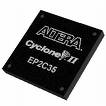 ALTERA
Cyclone II
EP2C35